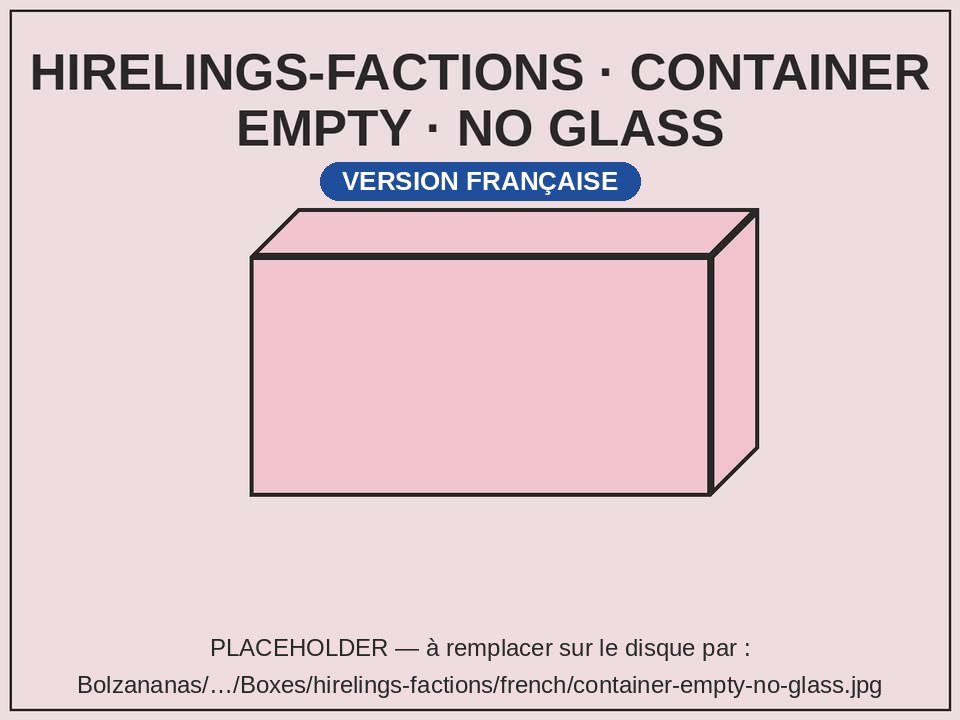 HIRELINGS-FACTIONS · CONTAINER
EMPTY · NO GLASS
VERSION FRANÇAISE
PLACEHOLDER — à remplacer sur le disque par :
Bolzananas/…/Boxes/hirelings-factions/french/container-empty-no-glass.jpg